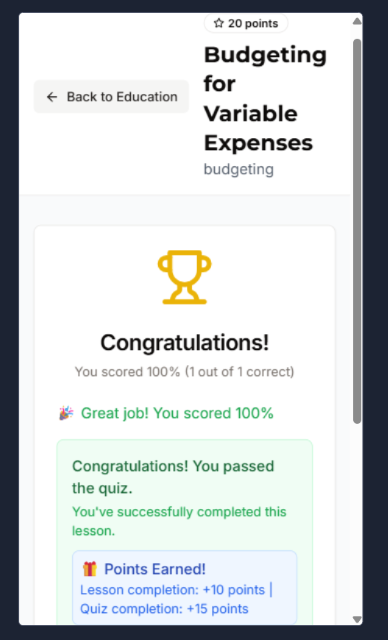 20 points
Budgeting
for
Variable
Expenses
budgeting
Back to Education
Congratulations!
You scored 100% (1 out of 1 correct)
Great job! You scored 100%
Congratulations! You passed
the quiz.
You've successfully completed this
lesson.
Points Earned!
Lesson completion: +10 points |
Quiz completion: +15 points